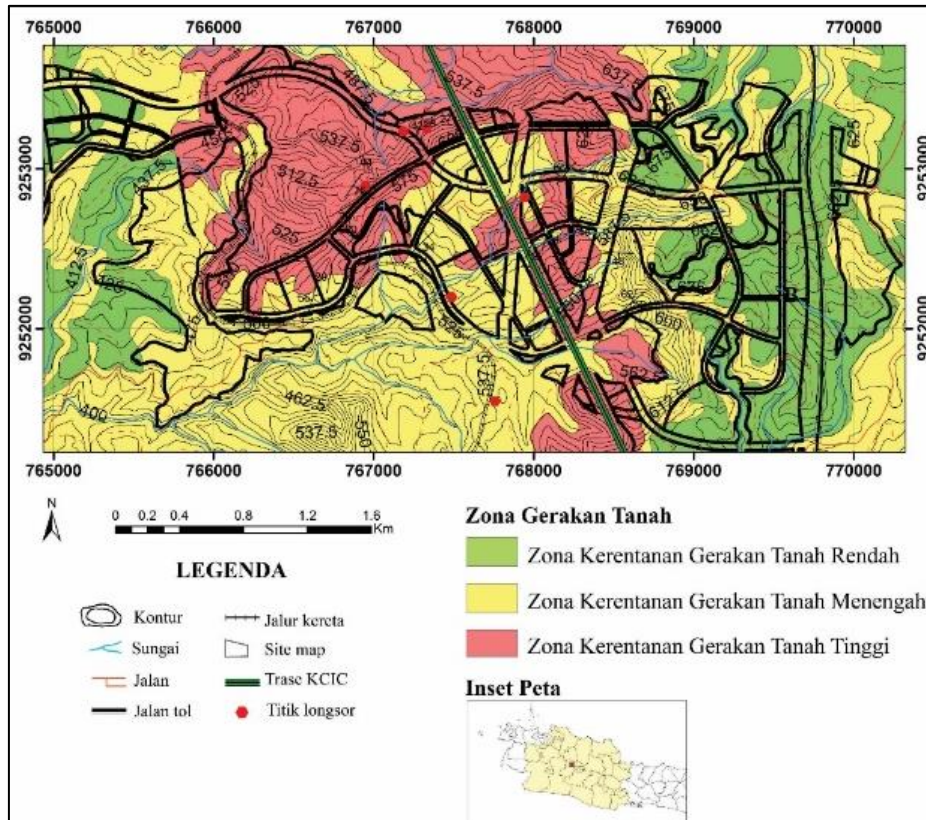 765000 766000 767000 768000 769000 770000
9253000 9253000
9252000 9252000
637.5
537.5
487.5
537.5
512.5
575
525
412.5
600
600
400
462.5
537.5
550
537.5
765000 766000 767000 768000 769000 770000
N
0 0.2 0.4 0.8 1.2 1.6
Km
LEGENDA
Kontur
Sungai
Jalan
Jalan tol
Jalur kereta
Site map
Trase KCIC
Titik longsor
Zona Gerakan Tanah
Zona Kerentanan Gerakan Tanah Rendah
Zona Kerentanan Gerakan Tanah Menengah
Zona Kerentanan Gerakan Tanah Tinggi
Inset Peta